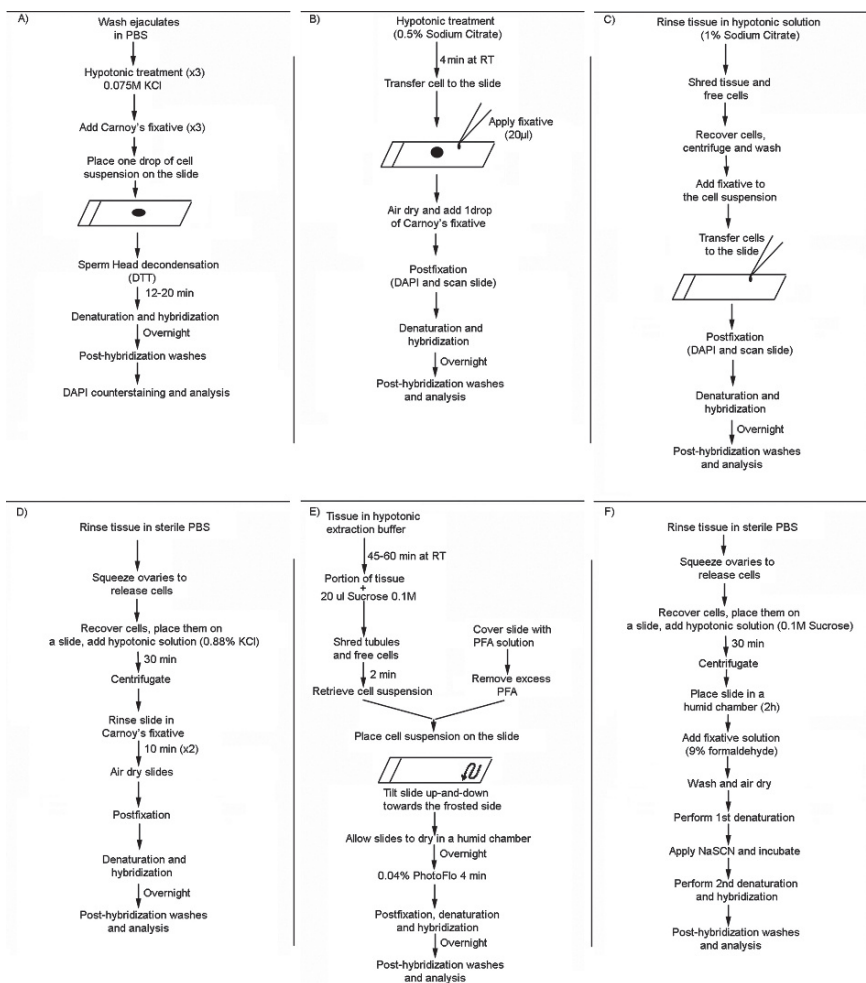 A)
Wash ejaculates
in PBS
Hypotonic treatment (x3)
0.075M KCl
Add Carnoy's fixative (x3)
Place one drop of cell
suspension on the slide
Sperm Head decondensation
(DTT)
12-20 min
Denaturation and hybridization
Overnight
Post-hybridization washes
DAPI counterstaining and analysis
B)
Hypotonic treatment
(0.5% Sodium Citrate)
4min at RT
Transfer cell to the slide
Apply fixative
(20µl)
Air dry and add 1drop
of Carnoy's fixative
Postfixation
(DAPI and scan slide)
Denaturation and
hybridization
Overnight
Post-hybridization washes
and analysis
C)
Rinse tissue in hypotonic solution
(1% Sodium Citrate)
Shred tissue and
free cells
Recover cells,
centrifuge and wash
Add fixative to
the cell suspension
Transfer cells
to the slide
Postfixation
(DAPI and scan slide)
Denaturation and
hybridization
Overnight
Post-hybridization washes
and analysis
D)
Rinse tissue in sterile PBS
Squeeze ovaries to
release cells
Recover cells, place them on
a slide, add hypotonic solution (0.88% KCl)
30 min
Centrifugate
Rinse slide in
Carnoy's fixative
10 min (x2)
Air dry slides
Postfixation
Denaturation and
hybridization
Overnight
Post-hybridization washes
and analysis
E)
Tissue in hypotonic
extraction buffer
45-60 min at RT
Portion of tissue
+
20 ul Sucrose 0.1M
Shred tubules
and free cells
2 min
Retrieve cell suspension
Cover slide with
PFA solution
Remove excess
PFA
Place cell suspension on the slide
Tilt slide up-and-down
towards the frosted side
Allow slides to dry in a humid chamber
Overnight
0.04% PhotoFlo 4 min
Postfixation, denaturation
and hybridization
Overnight
Post-hybridization washes
and analysis
F)
Rinse tissue in sterile PBS
Squeeze ovaries to
release cells
Recover cells, place them on
a slide, add hypotonic solution (0.1M Sucrose)
30 min
Centrifugate
Place slide in a
humid chamber (2h)
Add fixative solution
(9% formaldehyde)
Wash and air dry
Perform 1st denaturation
Apply NaSCN and incubate
Perform 2nd denaturation
and hybridization
Post-hybridization washes
and analysis